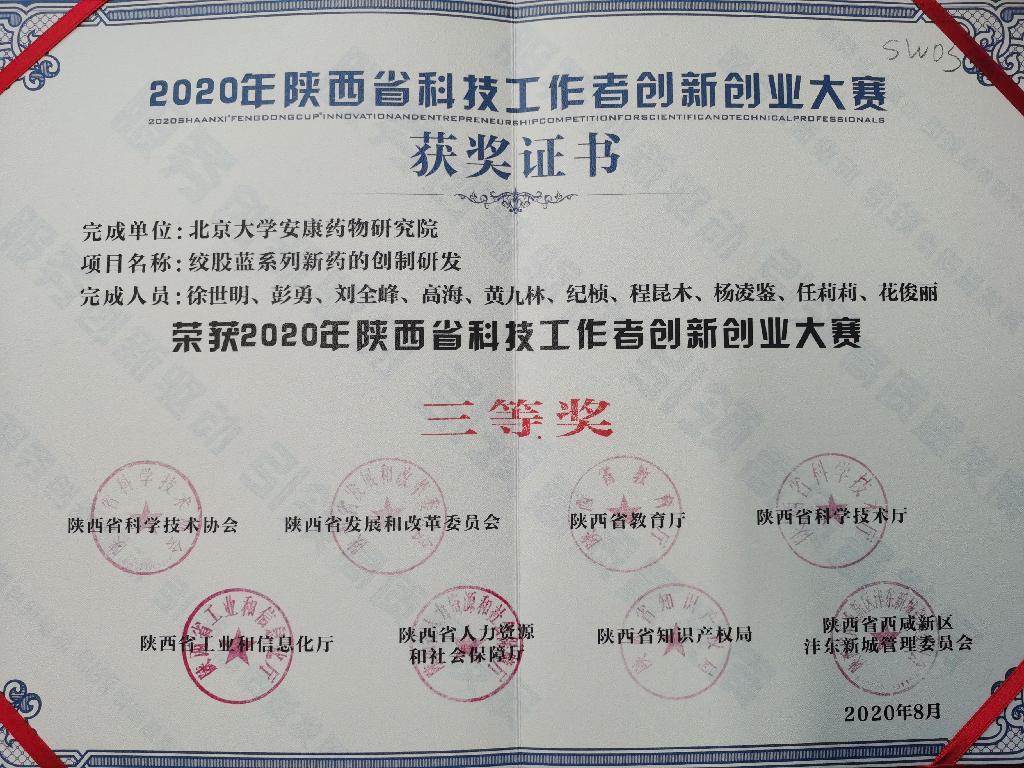 SW05
2020年陕西省科技工作者创新创业大赛
2020SHAANXI"FENGDONGCUP"INNOVATIONANDENTREPRENEURSHIPCOMPETITIONFORSCIENTIFICANDTECHNICALPROFESSIONALS
获奖证书
完成单位:北京大学安康药物研究院
项目名称:绞股蓝系列新药的创制研发
完成人员:徐世明、彭勇、刘全峰、高海、黄九林、纪桢、程昆木、杨凌鉴、任莉莉、花俊丽
荣获2020年陕西省科技工作者创新创业大赛
三等奖
陕西省科学技术协会 陕西省发展和改革委员会 陕西省教育厅 陕西省科学技术厅
陕西省工业和信息化厅 陕西省人力资源 陕西省知识产权局 陕西省西咸新区
和社会保障厅 沣东新城管理委员会
2020年8月